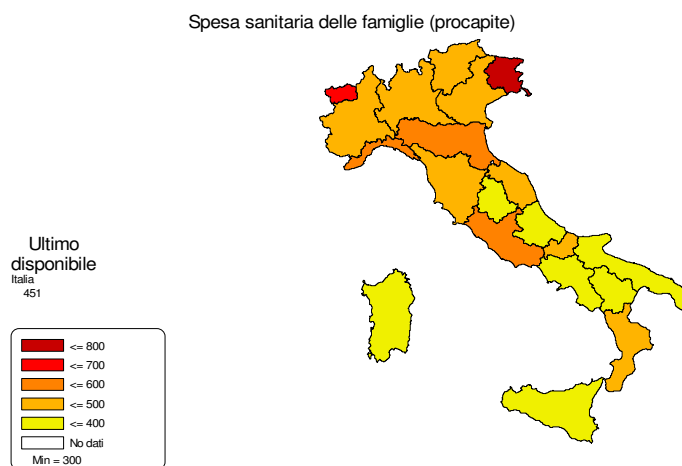 Spesa sanitaria delle famiglie (procapite)
Ultimo
disponibile
Italia
451
<= 800
<= 700
<= 600
<= 500
<= 400
No dati
Min = 300